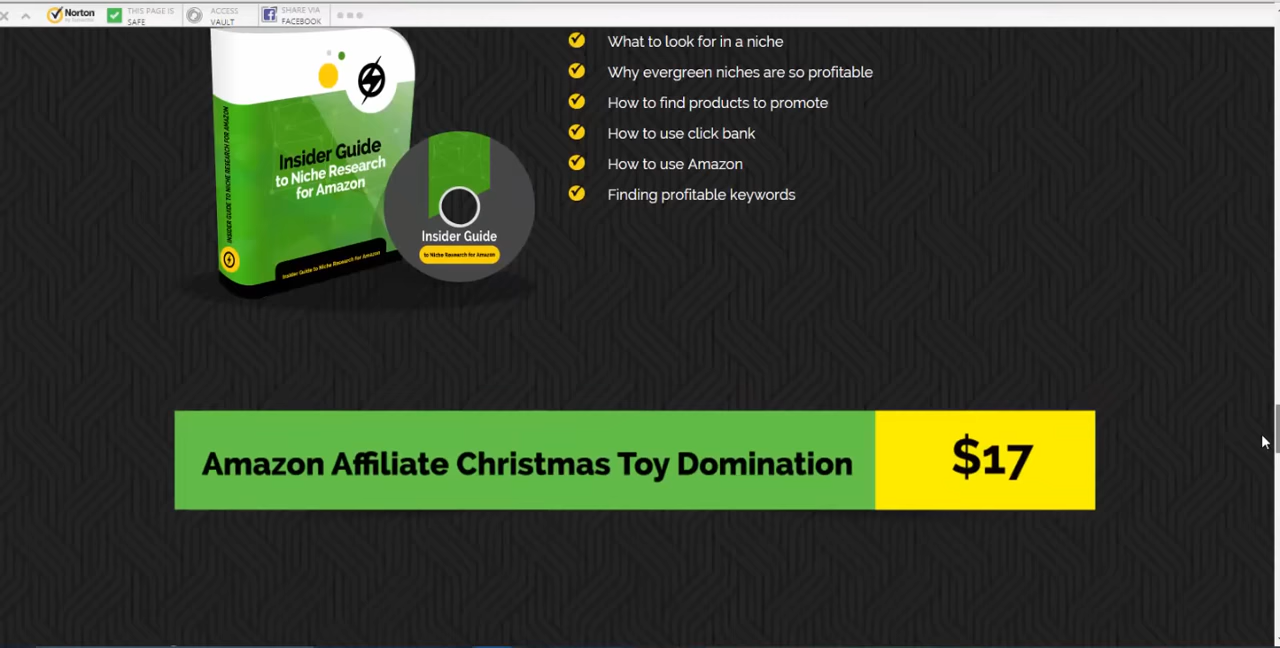 Norton
by Symantec
THIS PAGE IS
SAFE
ACCESS
VAULT
SHARE VIA
FACEBOOK
What to look for in a niche
Why evergreen niches are so profitable
How to find products to promote
How to use click bank
How to use Amazon
Finding profitable keywords
INSIDER GUIDE TO NICHE RESEARCH FOR AMAZON
Insider Guide
to Niche Research
for Amazon
Insider Guide to Niche Research for Amazon
Insider Guide
to Niche Research for Amazon
Amazon Affiliate Christmas Toy Domination
$17